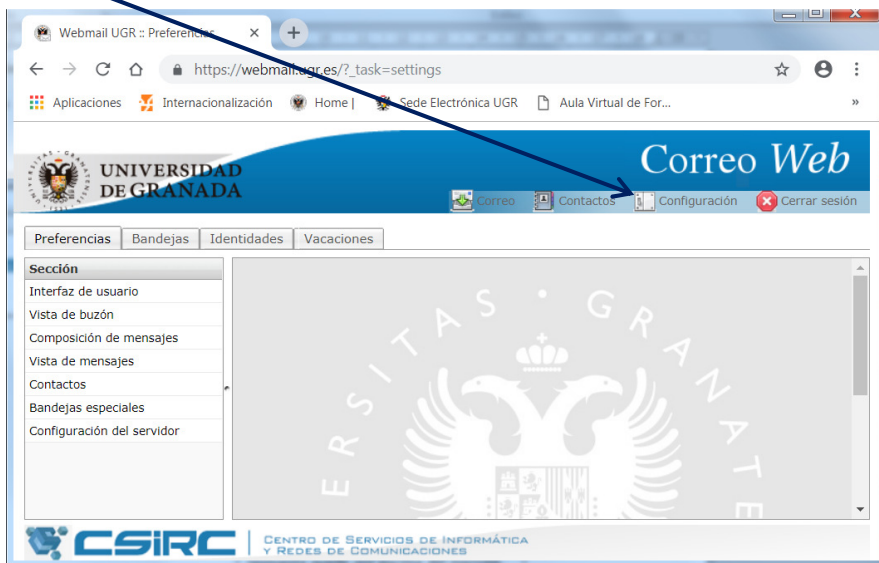 Webmail UGR :: Preferencias
https://webmail.ugr.es/?_task=settings
Aplicaciones Internacionalización Home | Sede Electrónica UGR Aula Virtual de For... »
UNIVERSIDAD
DE GRANADA
Correo Web
Correo Contactos Configuración Cerrar sesión
Preferencias Bandejas Identidades Vacaciones
Sección
Interfaz de usuario
Vista de buzón
Composición de mensajes
Vista de mensajes
Contactos
Bandejas especiales
Configuración del servidor
ERSITAS · GRANATE
CSIRC
CENTRO DE SERVICIOS DE INFORMÁTICA
Y REDES DE COMUNICACIONES